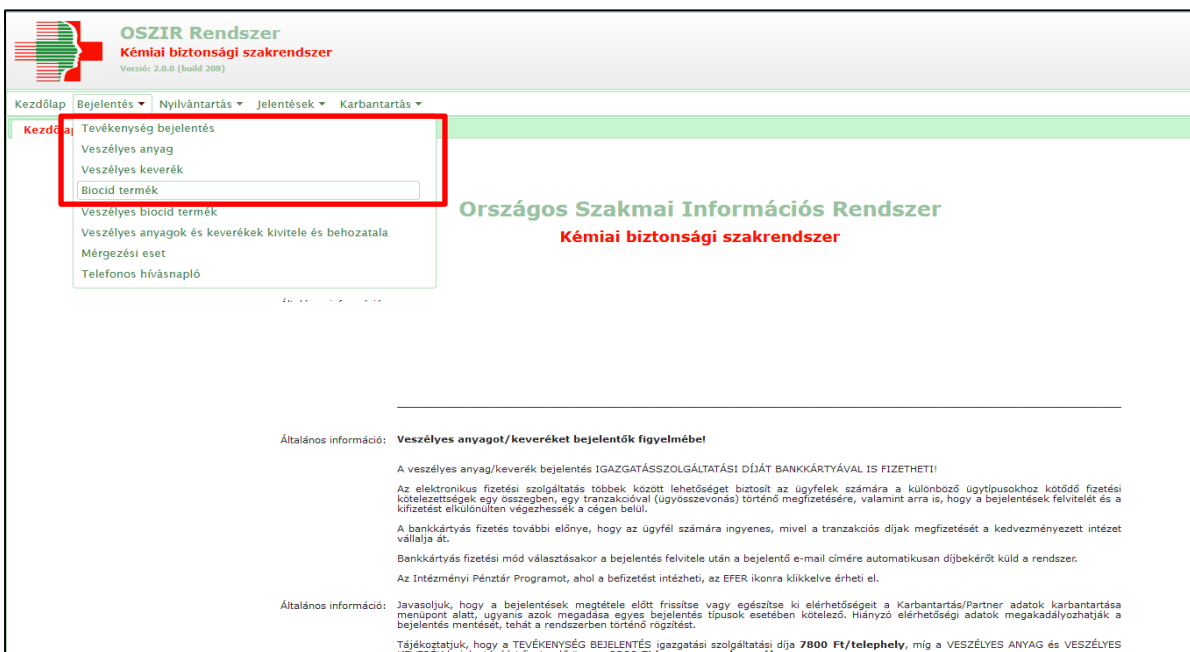 OSZIR Rendszer
Kémiai biztonsági szakrendszer
Verzió: 2.0.0 (build 208)
Kezdőlap Bejelentés Nyilvántartás Jelentések Karbantartás
Tevékenység bejelentés
Veszélyes anyag
Veszélyes keverék
Biocid termék
Veszélyes biocid termék
Veszélyes anyagok és keverékek kivitele és behozatala
Mérgezési eset
Telefonos hívásnapló
Országos Szakmai Információs Rendszer
Kémiai biztonsági szakrendszer
Általános információ: Veszélyes anyagot/keveréket bejelentők figyelmébe!
A veszélyes anyag/keverék bejelentés IGAZGATÁSSZOLGÁLTATÁSI DÍJÁT BANKKÁRTYÁVAL IS FIZETHETI!
Az elektronikus fizetési szolgáltatás többek között lehetőséget biztosít az ügyfelek számára a különböző ügytípusokhoz kötődő fizetési
kötelezettségek egy összegben, egy tranzakcióval (ügyösszevonás) történő megfizetésére, valamint arra is, hogy a bejelentések felvitelét és a
kifizetést elkülönülten végezhessék a cégen belül.
A bankkártyás fizetés további előnye, hogy az ügyfél számára ingyenes, mivel a tranzakciós díjak megfizetését a kedvezményezett intézet
vállalja át.
Bankkártyás fizetési mód választásakor a bejelentés felvitele után a bejelentő e-mail címére automatikusan díjbekérőt küld a rendszer.
Az Intézményi Pénztár Programot, ahol a befizetést intézheti, az EFER ikonra klikkelve érheti el.
Általános információ: Javasoljuk, hogy a bejelentések megtétele előtt frissítse vagy egészítse ki elérhetőségeit a Karbantartás/Partner adatok karbantartása
menüpont alatt, ugyanis azok megadása egyes bejelentés típusok esetében kötelező. Hiányzó elérhetőségi adatok megakadályozhatják a
bejelentés mentését, tehát a rendszerben történő rögzítést.
Tájékoztatjuk, hogy a TEVÉKENYSÉG BEJELENTÉS igazgatási szolgáltatási díja 7800 Ft/telephely, míg a VESZÉLYES ANYAG és VESZÉLYES